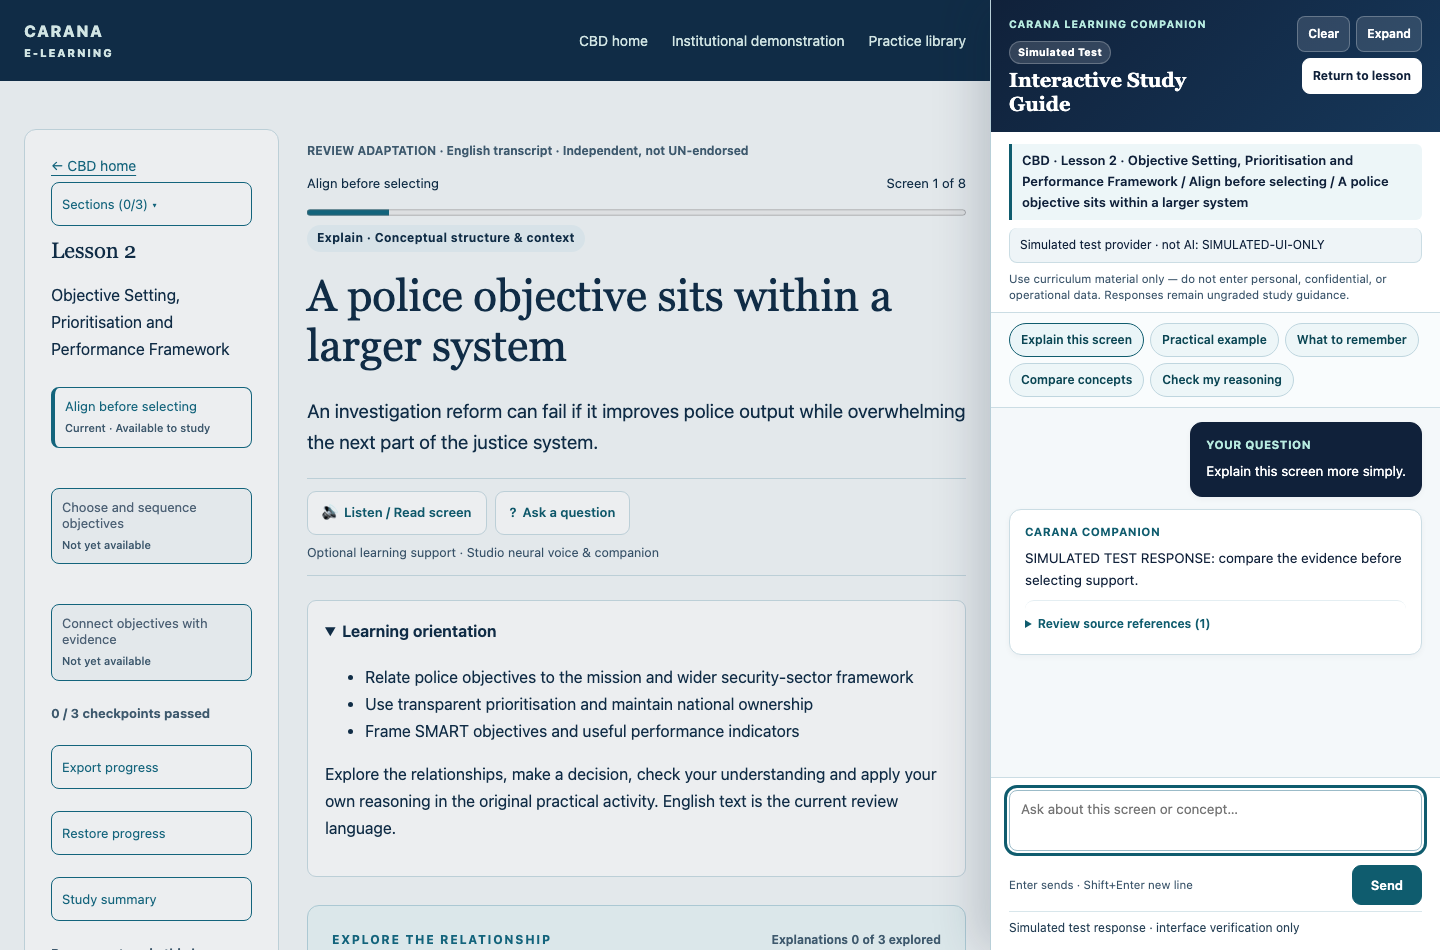 CARANA
E-LEARNING
CBD home
Institutional demonstration
Practice library
← CBD home
Sections (0/3) ▾
Lesson 2
Objective Setting,
Prioritisation and
Performance Framework
Align before selecting
Current · Available to study
Choose and sequence
objectives
Not yet available
Connect objectives with
evidence
Not yet available
0 / 3 checkpoints passed
Export progress
Restore progress
Study summary
REVIEW ADAPTATION · English transcript · Independent, not UN-endorsed
Align before selecting
Screen 1 of 8
Explain · Conceptual structure & context
A police objective sits within a
larger system
An investigation reform can fail if it improves police output while overwhelming
the next part of the justice system.
Listen / Read screen
? Ask a question
Optional learning support · Studio neural voice & companion
▼ Learning orientation
• Relate police objectives to the mission and wider security-sector framework
• Use transparent prioritisation and maintain national ownership
• Frame SMART objectives and useful performance indicators
Explore the relationships, make a decision, check your understanding and apply your
own reasoning in the original practical activity. English text is the current review
language.
EXPLORE THE RELATIONSHIP
Explanations 0 of 3 explored
CARANA LEARNING COMPANION
Simulated Test
Interactive Study
Guide
Clear
Expand
Return to lesson
CBD · Lesson 2 · Objective Setting, Prioritisation and
Performance Framework / Align before selecting / A police
objective sits within a larger system
Simulated test provider · not AI: SIMULATED-UI-ONLY
Use curriculum material only — do not enter personal, confidential, or
operational data. Responses remain ungraded study guidance.
Explain this screen
Practical example
What to remember
Compare concepts
Check my reasoning
YOUR QUESTION
Explain this screen more simply.
CARANA COMPANION
SIMULATED TEST RESPONSE: compare the evidence before
selecting support.
▶ Review source references (1)
Ask about this screen or concept...
Enter sends · Shift+Enter new line
Send
Simulated test response · interface verification only